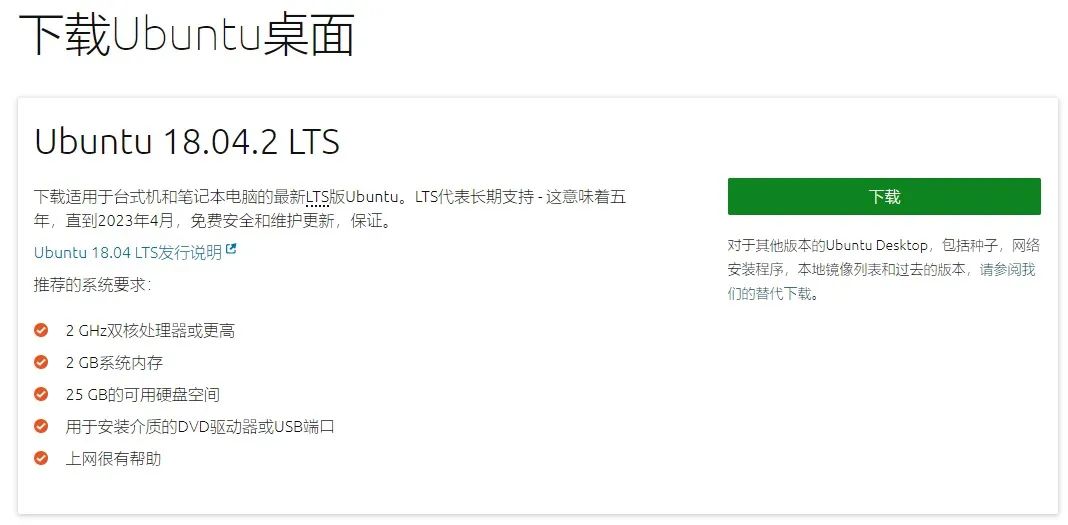 下载Ubuntu桌面
Ubuntu 18.04.2 LTS
下载适用于台式机和笔记本电脑的最新LTS版Ubuntu。LTS代表长期支持 - 这意味着五
年，直到2023年4月，免费安全和维护更新，保证。
Ubuntu 18.04 LTS发行说明
推荐的系统要求：
2 GHz双核处理器或更高
2 GB系统内存
25 GB的可用硬盘空间
用于安装介质的DVD驱动器或USB端口
上网很有帮助
下载
对于其他版本的Ubuntu Desktop，包括种子，网络
安装程序，本地镜像列表和过去的版本，请参阅我
们的替代下载。